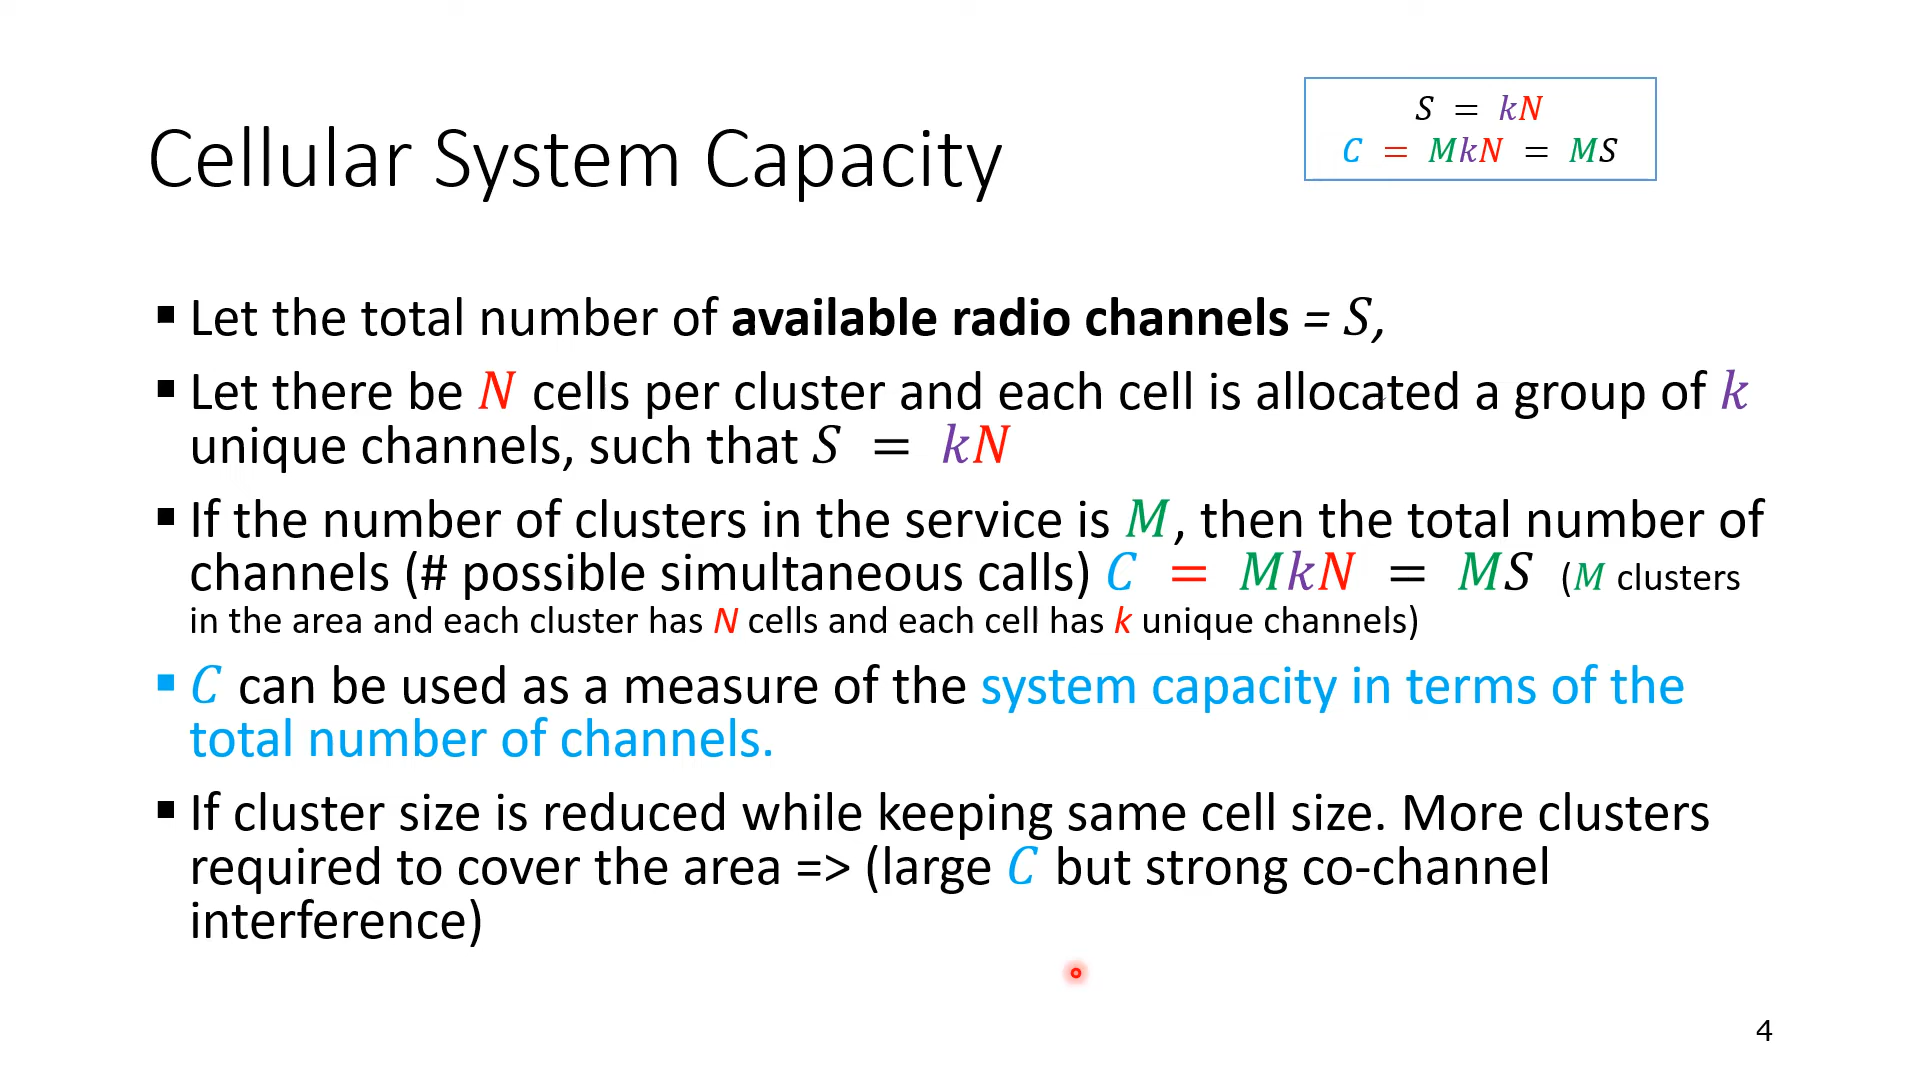 Cellular System Capacity
S = kN
C = MkN = MS
▪ Let the total number of available radio channels = S,
▪ Let there be N cells per cluster and each cell is allocated a group of k
unique channels, such that S = kN
▪ If the number of clusters in the service is M, then the total number of
channels (# possible simultaneous calls) C = MkN = MS (M clusters
in the area and each cluster has N cells and each cell has k unique channels)
▪ C can be used as a measure of the system capacity in terms of the
total number of channels.
▪ If cluster size is reduced while keeping same cell size. More clusters
required to cover the area => (large C but strong co-channel
interference)
4